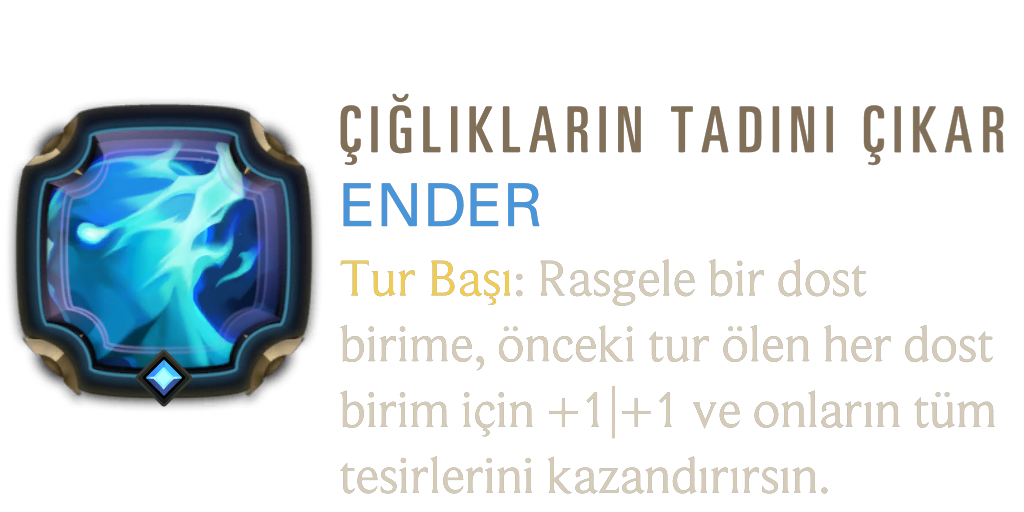 ÇIĞLIKLARIN TADINI ÇIKAR
ENDER
Tur Başı: Rasgele bir dost
birime, önceki tur ölen her dost
birim için +1|+1 ve onların tüm
tesirlerini kazandırırsın.